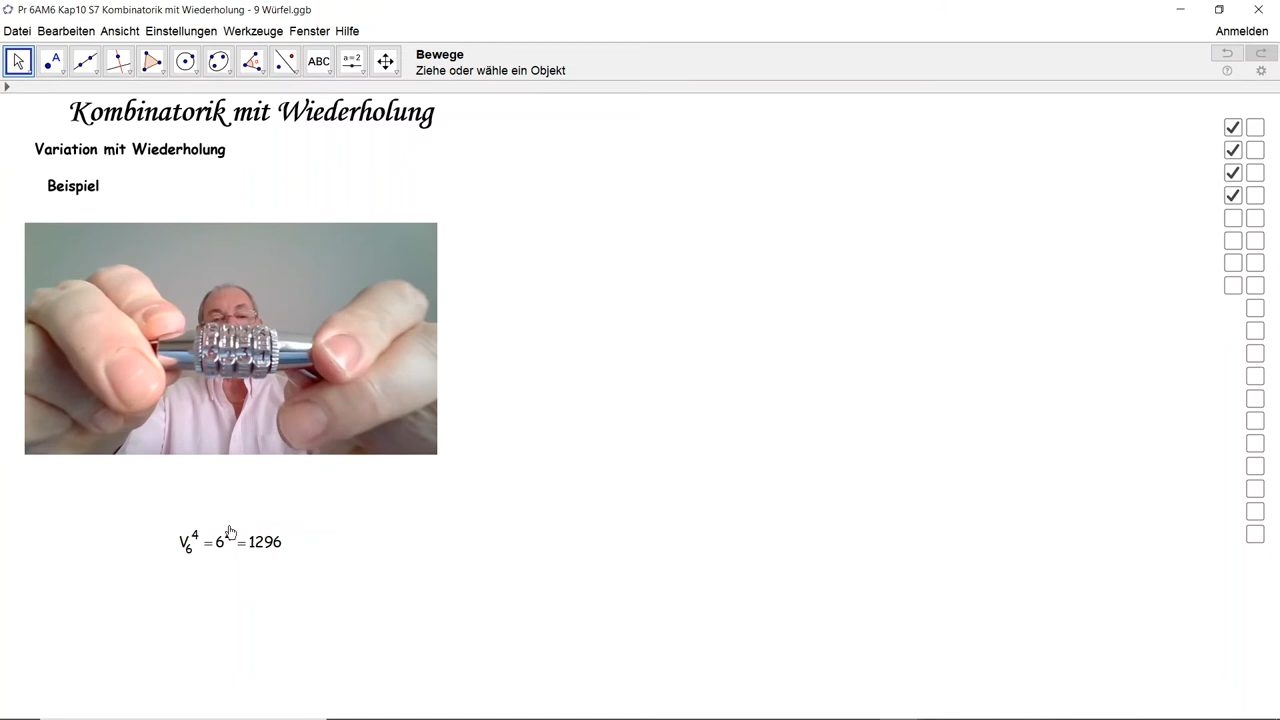 Pr 6AM6 Kap10 S7 Kombinatorik mit Wiederholung - 9 Würfel.ggb
Datei Bearbeiten Ansicht Einstellungen Werkzeuge Fenster Hilfe
Anmelden
A
ABC
a=2
Bewege
Ziehe oder wähle ein Objekt
Kombinatorik mit Wiederholung
Variation mit Wiederholung
Beispiel
V₆⁴ = 6 = 1296